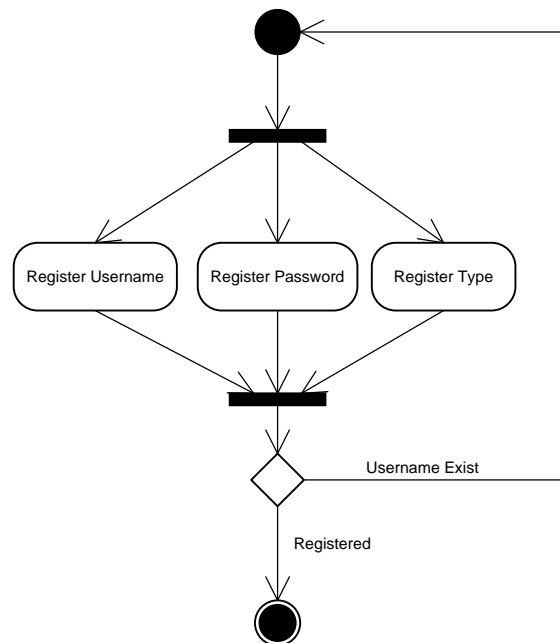 Register Username
Register Password
Register Type
Username Exist
Registered